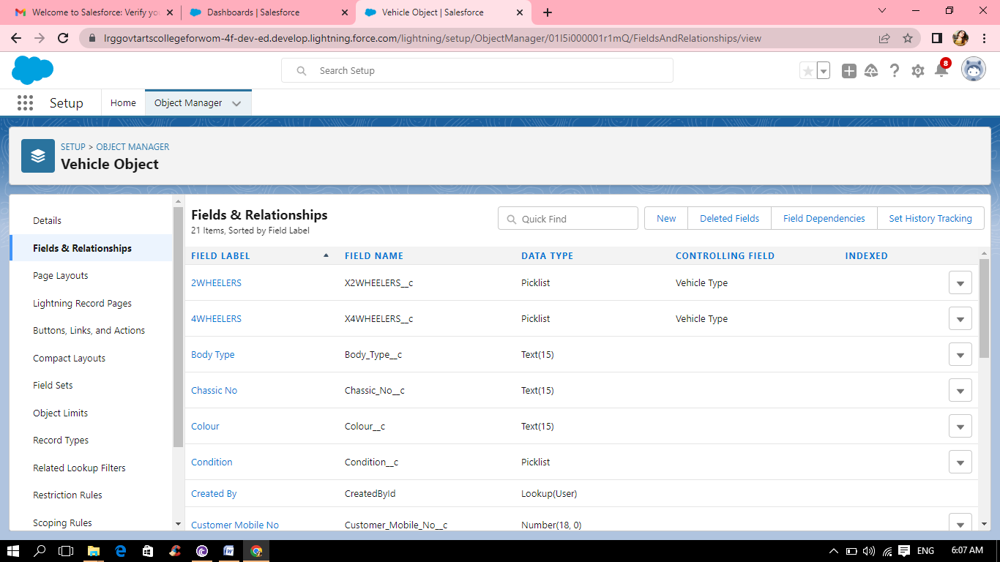 Welcome to Salesforce: Verify yo
Dashboards | Salesforce
Vehicle Object | Salesforce
lrggovtartscollegeforwom-4f-dev-ed.develop.lightning.force.com/lightning/setup/ObjectManager/01I5i000001r1mQ/FieldsAndRelationships/view
Search Setup
8
Setup
Home
Object Manager
SETUP > OBJECT MANAGER
Vehicle Object
Details
Fields & Relationships
Page Layouts
Lightning Record Pages
Buttons, Links, and Actions
Compact Layouts
Field Sets
Object Limits
Record Types
Related Lookup Filters
Restriction Rules
Scoping Rules
Fields & Relationships
21 Items, Sorted by Field Label
Quick Find
New
Deleted Fields
Field Dependencies
Set History Tracking
FIELD LABEL FIELD NAME DATA TYPE CONTROLLING FIELD INDEXED
2WHEELERS X2WHEELERS__c Picklist Vehicle Type
4WHEELERS X4WHEELERS__c Picklist Vehicle Type
Body Type Body_Type__c Text(15)
Chassic No Chassic_No__c Text(15)
Colour Colour__c Text(15)
Condition Condition__c Picklist
Created By CreatedById Lookup(User)
Customer Mobile No Customer_Mobile_No__c Number(18, 0)
ENG
6:07 AM